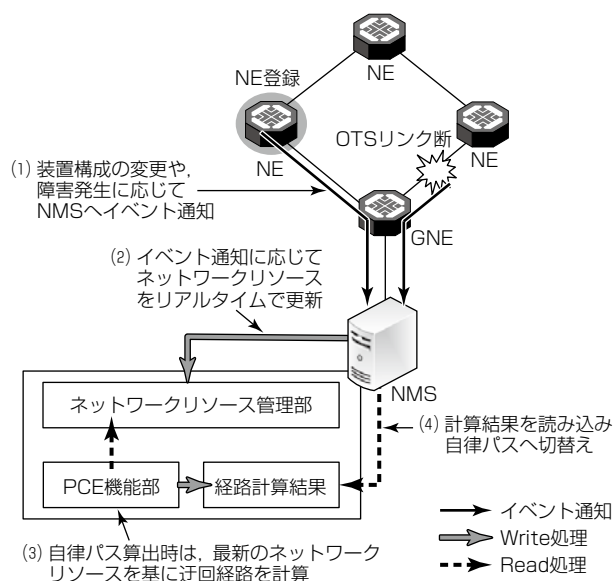 NE
NE登録
NE
OTSリンク断
NE
(1) 装置構成の変更や,
障害発生に応じて
NMSへイベント通知
GNE
(2) イベント通知に応じて
ネットワークリソース
をリアルタイムで更新
NMS
ネットワークリソース管理部
(4) 計算結果を読み込み
自律パスへ切替え
PCE機能部
経路計算結果
イベント通知
Write処理
Read処理
(3) 自律パス算出時は, 最新のネットワーク
リソースを基に迂回経路を計算